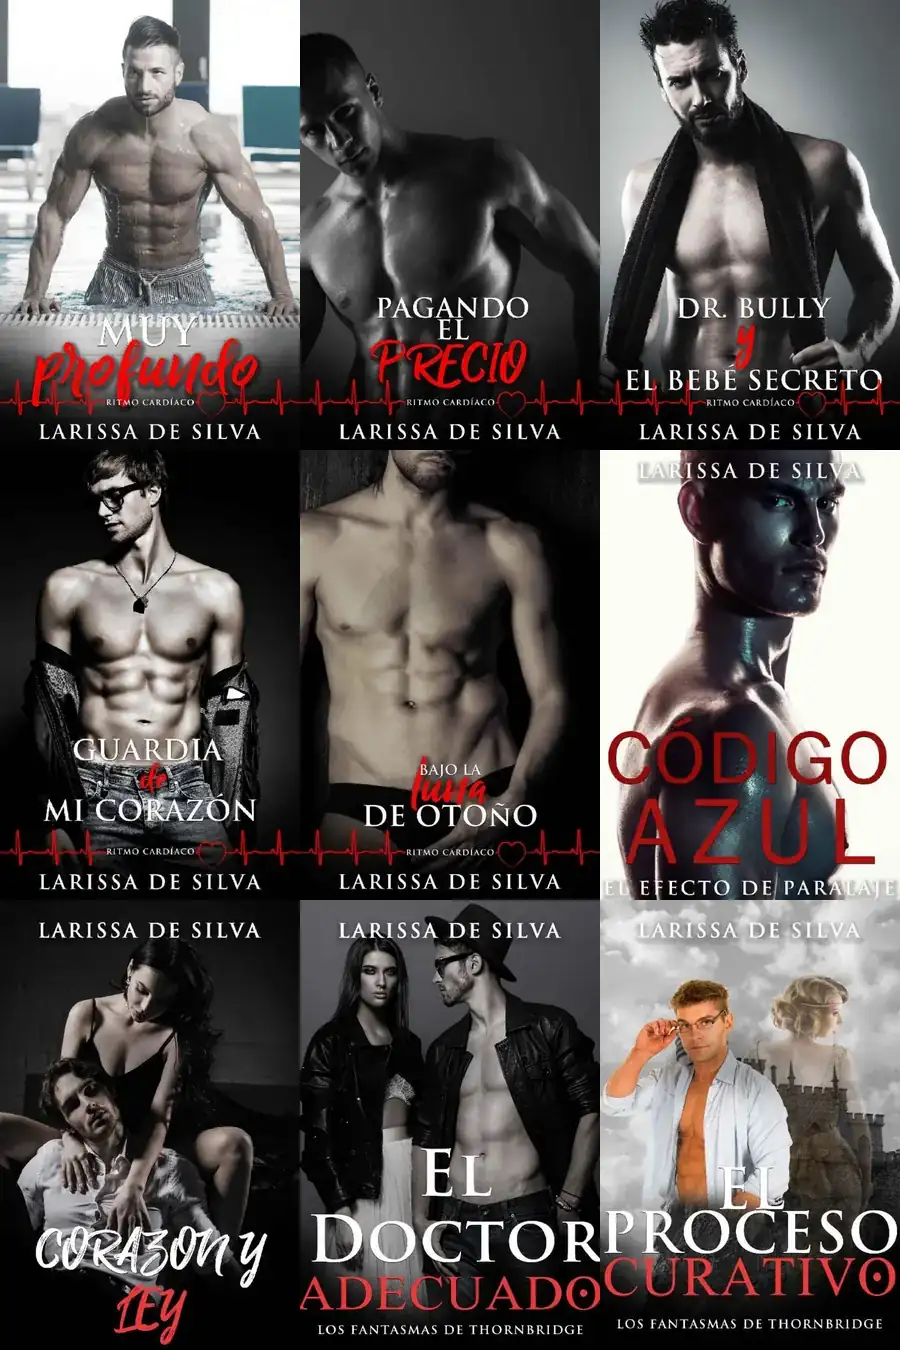 MUY
profundo
RITMO CARDÍACO
LARISSA DE SILVA
PAGANDO
EL
PRECIO
RITMO CARDÍACO
LARISSA DE SILVA
DR. BULLY
y
EL BEBÉ SECRETO
RITMO CARDÍACO
LARISSA DE SILVA
GUARDIA
de
MI CORAZÓN
RITMO CARDÍACO
LARISSA DE SILVA
BAJO LA
luna
DE OTOÑO
RITMO CARDÍACO
LARISSA DE SILVA
LARISSA DE SILVA
CÓDIGO
AZUL
EL EFECTO DE PARALAJE
LARISSA DE SILVA
CORAZON Y
LEY
LARISSA DE SILVA
EL
DOCTOR
ADECUADO
LOS FANTASMAS DE THORNBRIDGE
LARISSA DE SILVA
EL
PROCESO
CURATIVO
LOS FANTASMAS DE THORNBRIDGE